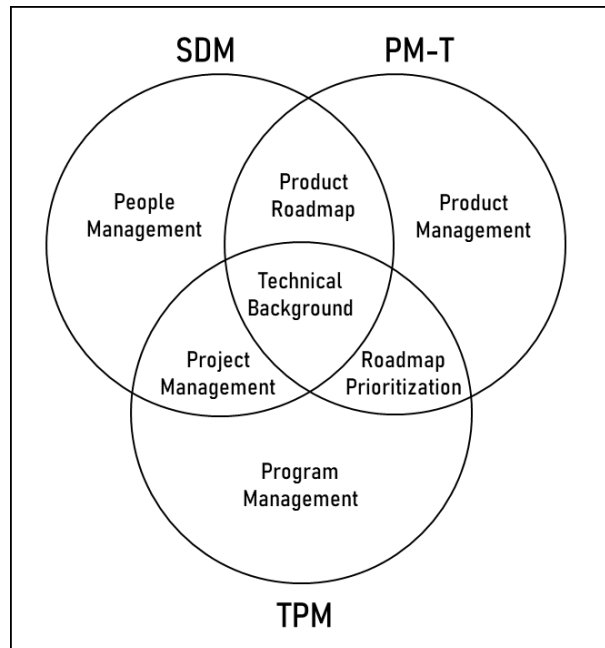 SDM
PM-T
Product
Roadmap
People
Management
Product
Management
Technical
Background
Project
Management
Roadmap
Prioritization
Program
Management
TPM